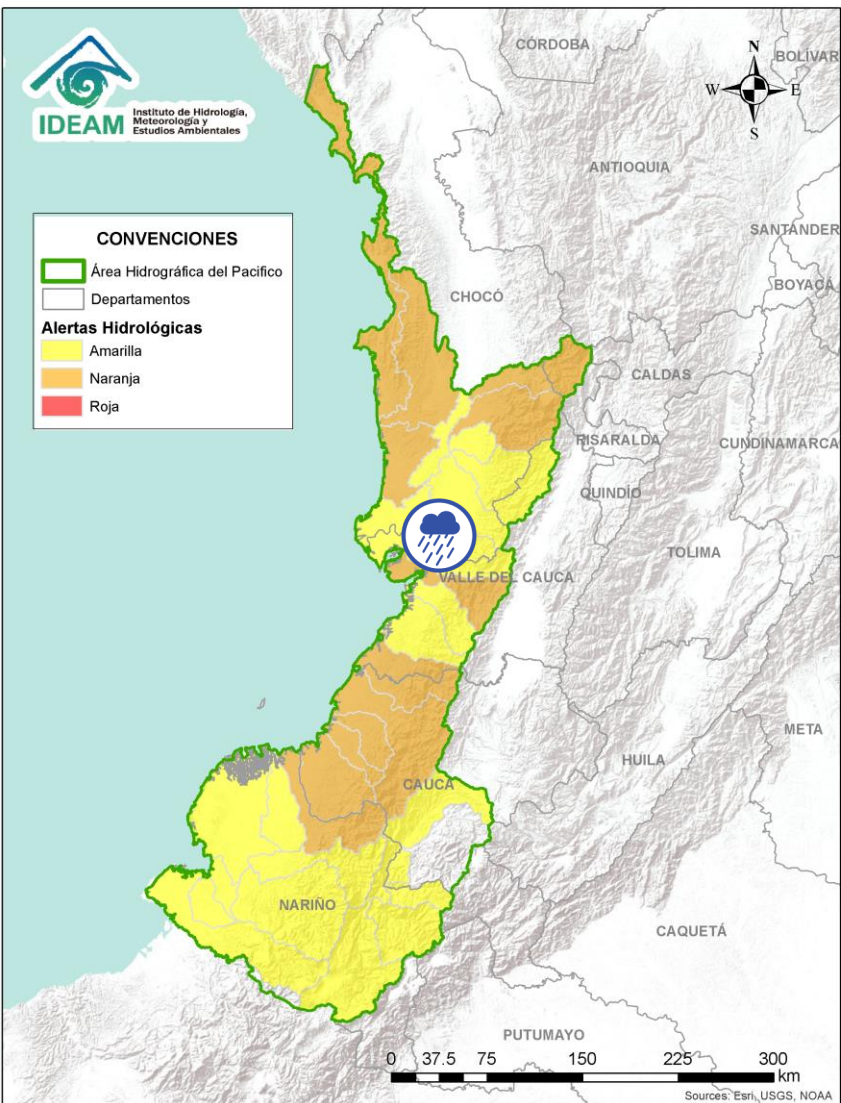 IDEAM
Instituto de Hidrología,
Meteorología y
Estudios Ambientales
CONVENCIONES
Área Hidrográfica del Pacifico
Departamentos
Alertas Hidrológicas
Amarilla
Naranja
Roja
N
W
E
S
CÓRDOBA
BOLÍVAR
ANTIOQUIA
SANTANDER
BOYACÁ
CHOCÓ
CALDAS
RISARALDA
CUNDINAMARCA
QUINDÍO
TOLIMA
VALLE DEL CAUCA
META
HUILA
CAUCA
NARIÑO
CAQUETÁ
PUTUMAYO
0 37.5 75 150 225 300
km
Sources: Esri, USGS, NOAA